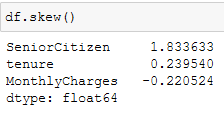 df.skew()
SeniorCitizen 1.833633
tenure 0.239540
MonthlyCharges -0.220524
dtype: float64